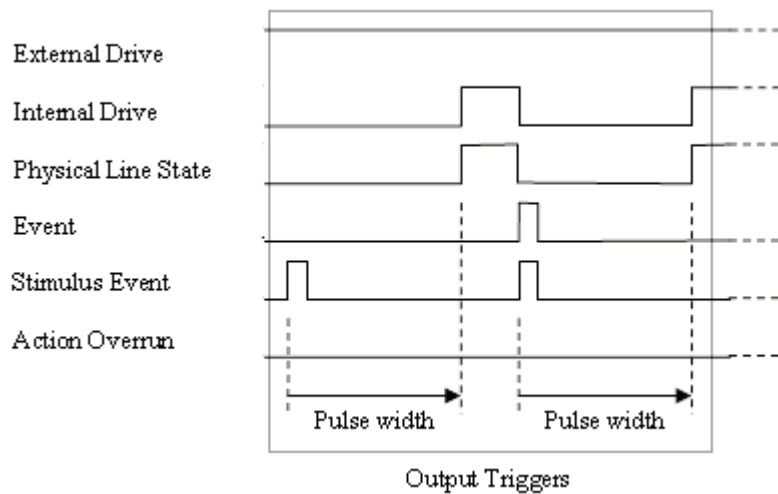 External Drive
Internal Drive
Physical Line State
Event
Stimulus Event
Action Overrun
Pulse width
Pulse width
Output Triggers